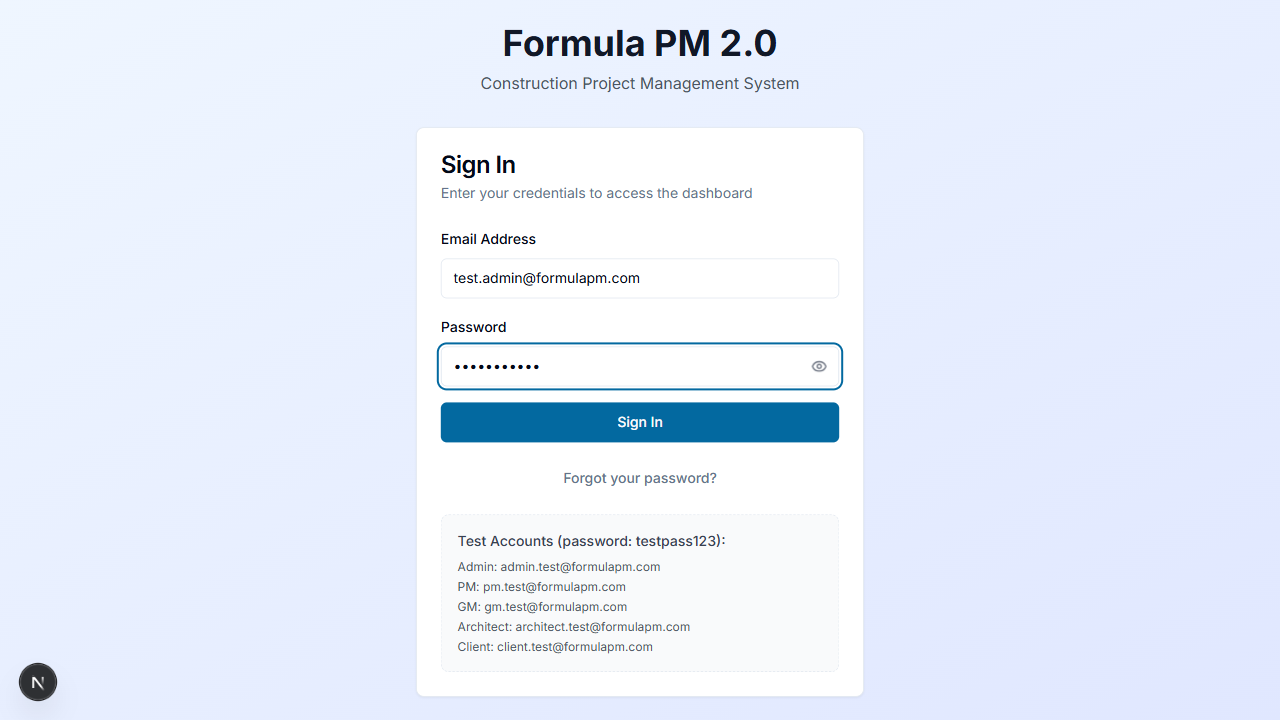 Formula PM 2.0
Construction Project Management System
Sign In
Enter your credentials to access the dashboard
Email Address
test.admin@formulapm.com
Password
•••••••••••
Sign In
Forgot your password?
Test Accounts (password: testpass123):
Admin: admin.test@formulapm.com
PM: pm.test@formulapm.com
GM: gm.test@formulapm.com
Architect: architect.test@formulapm.com
Client: client.test@formulapm.com
N